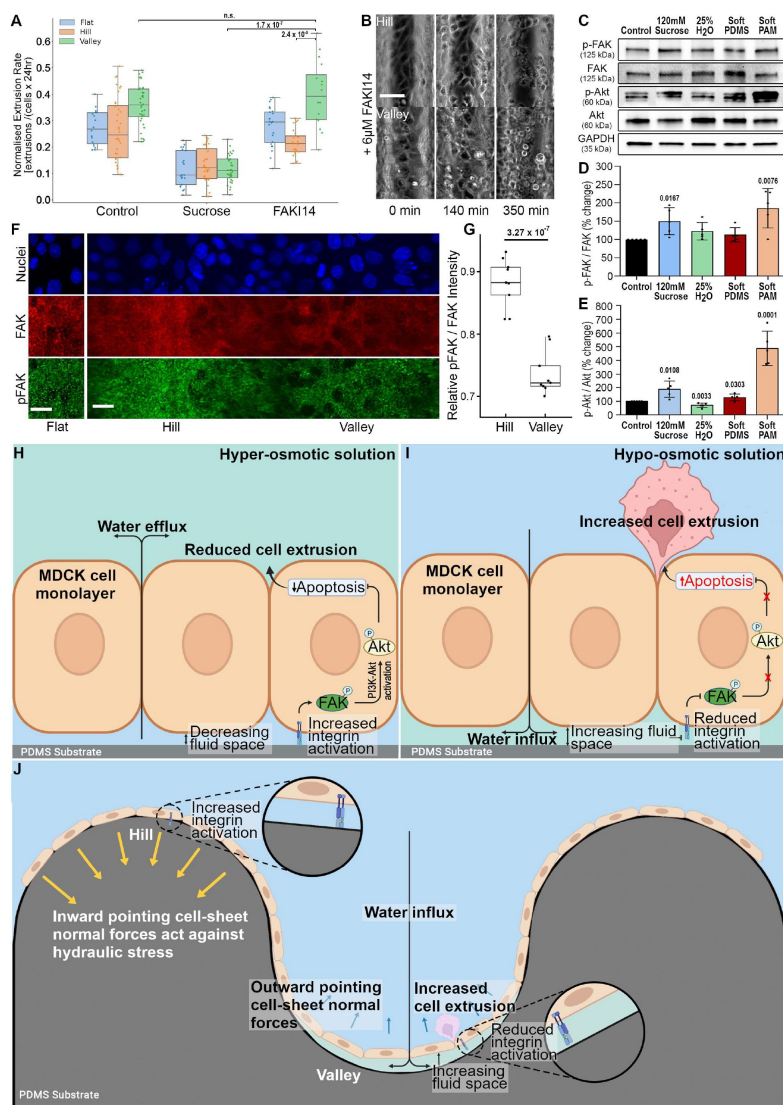 A
Flat
Hill
Valley
n.s.
1.7 x 10⁻⁷
2.4 x 10⁻⁶
Normalised Extrusion Rate
[extrusions /(cells x 24hr)
0.6
0.5
0.4
0.3
0.2
0.1
0.0
Control
Sucrose
FAKI14
B
Hill
Valley
+ 6µM FAKI14
0 min
140 min
350 min
C
Control
120mM
Sucrose
25%
H₂O
Soft
PDMS
Soft
PAM
p-FAK
(125 kDa)
FAK
(125 kDa)
p-Akt
(60 kDa)
Akt
(60 kDa)
GAPDH
(35 kDa)
D
p-FAK / FAK (% change)
300
250
200
150
100
50
0
0.0167
0.0076
Control
120mM
Sucrose
25%
H₂O
Soft
PDMS
Soft
PAM
E
p-Akt / Akt (% change)
800
700
600
500
400
300
200
100
0
0.0108
0.0033
0.0303
0.0001
Control
120mM
Sucrose
25%
H₂O
Soft
PDMS
Soft
PAM
F
Nuclei
FAK
pFAK
Flat
Hill
Valley
G
3.27 x 10⁻⁷
Relative pFAK / FAK Intensity
0.9
0.8
0.7
Hill
Valley
H
Hyper-osmotic solution
Water efflux
Reduced cell extrusion
MDCK cell
monolayer
↓Apoptosis
P
Akt
PI3K-Akt
activation
FAK
P
Decreasing
fluid space
Increased
integrin
activation
PDMS Substrate
I
Hypo-osmotic solution
Increased cell extrusion
MDCK cell
monolayer
↑Apoptosis
P
Akt
FAK
P
Water influx
Increasing fluid
space
Reduced
integrin
activation
PDMS Substrate
J
Increased
integrin
activation
Hill
Inward pointing cell-sheet
normal forces act against
hydraulic stress
Water influx
Outward pointing
cell-sheet normal
forces
Increased
cell extrusion
Reduced
integrin
activation
Valley
Increasing
fluid space
PDMS Substrate